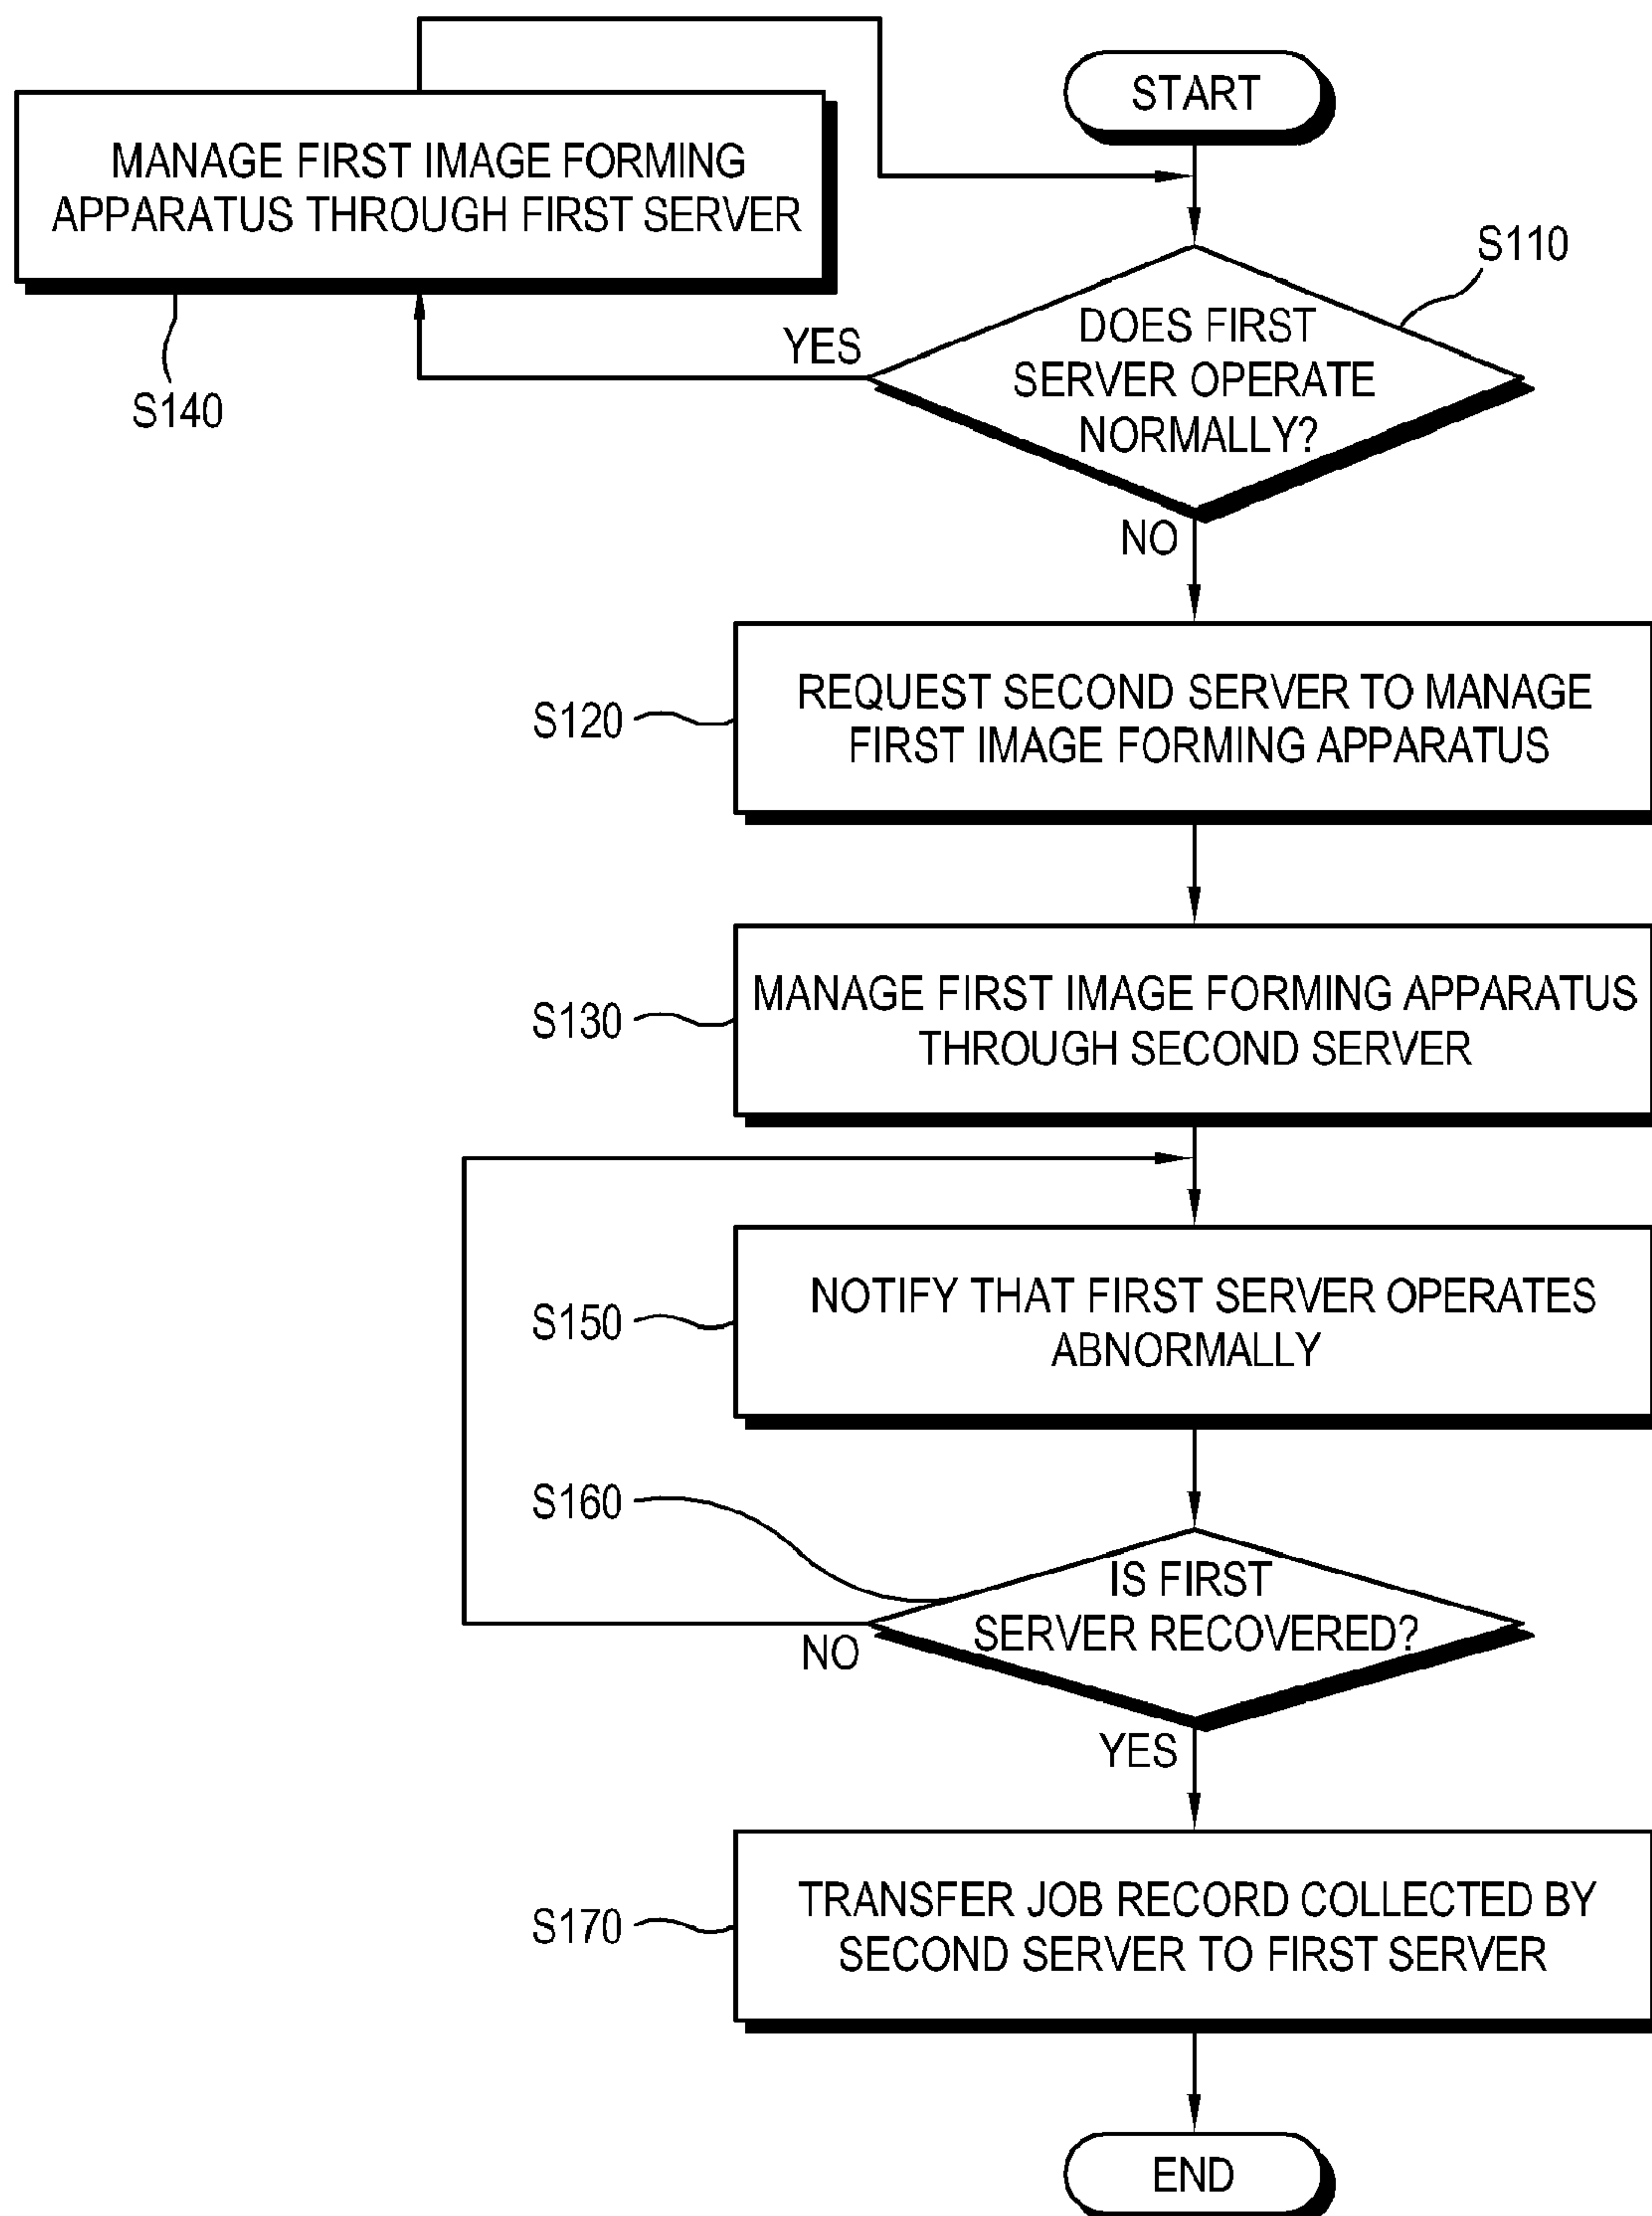 START
MANAGE FIRST IMAGE FORMING
APPARATUS THROUGH FIRST SERVER
S140
S110
DOES FIRST
SERVER OPERATE
NORMALLY?
YES
NO
S120
REQUEST SECOND SERVER TO MANAGE
FIRST IMAGE FORMING APPARATUS
S130
MANAGE FIRST IMAGE FORMING APPARATUS
THROUGH SECOND SERVER
S150
NOTIFY THAT FIRST SERVER OPERATES
ABNORMALLY
S160
IS FIRST
SERVER RECOVERED?
NO
YES
S170
TRANSFER JOB RECORD COLLECTED BY
SECOND SERVER TO FIRST SERVER
END